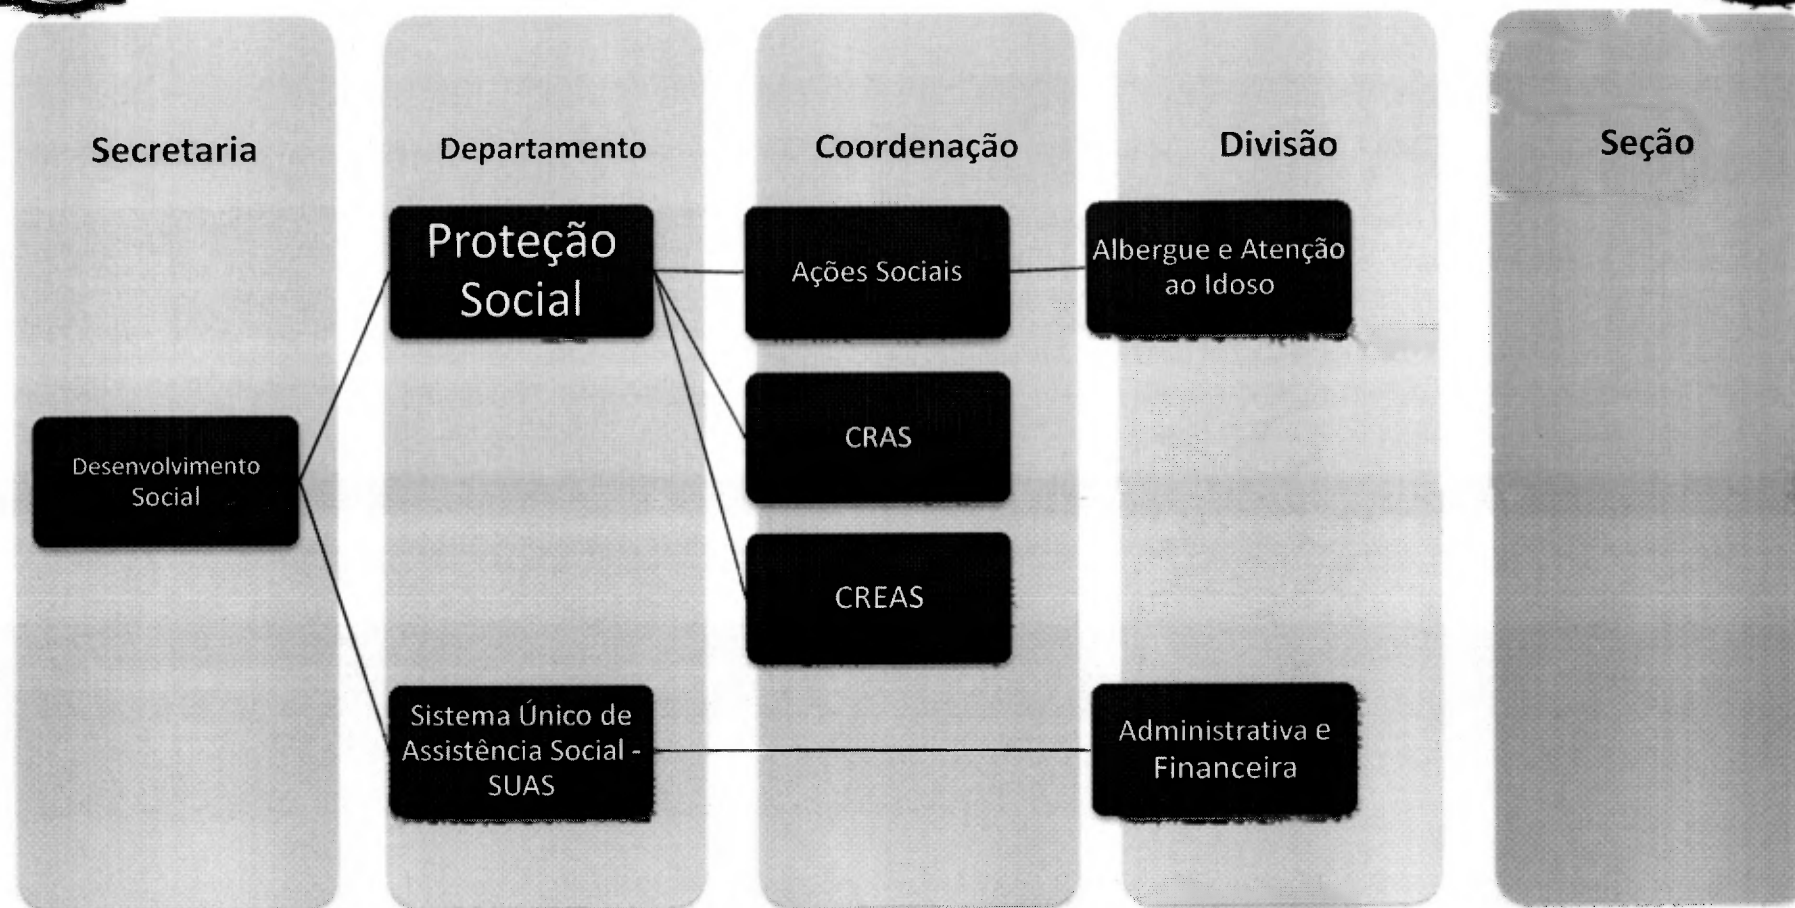 Secretaria
Departamento
Coordenação
Divisão
Seção
Proteção
Social
Ações Sociais
Albergue e Atenção
ao Idoso
CRAS
Desenvolvimento
Social
CREAS
Sistema Único de
Assistência Social -
SUAS
Administrativa e
Financeira